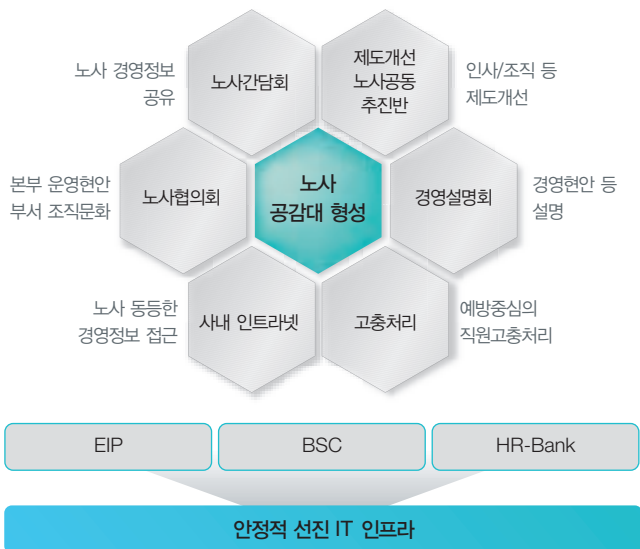 노사 경영정보
공유
노사간담회
제도개선
노사공동
추진반
인사/조직 등
제도개선
본부 운영현안
부서 조직문화
노사협의회
노사
공감대 형성
경영설명회
경영현안 등
설명
노사 동등한
경영정보 접근
사내 인트라넷
고충처리
예방중심의
직원고충처리
EIP
BSC
HR-Bank
안정적 선진 IT 인프라